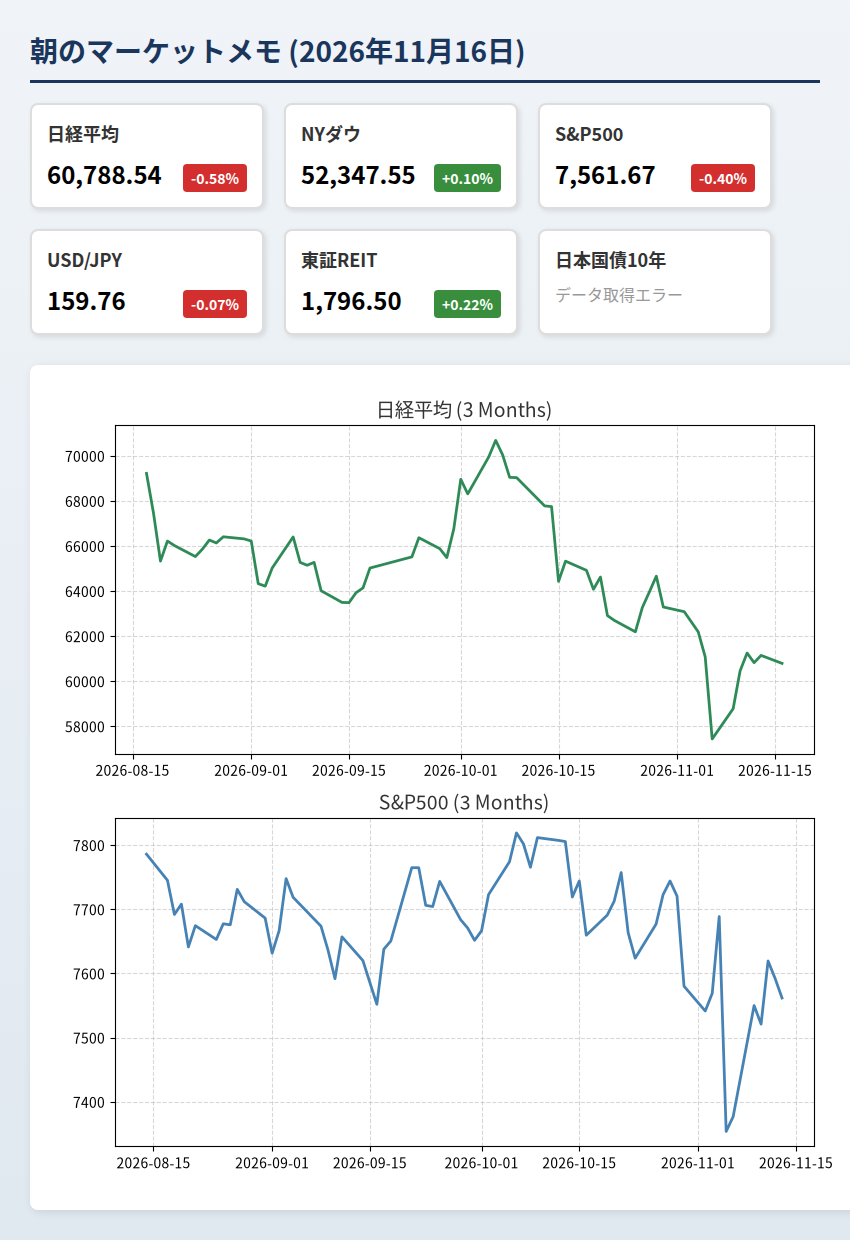 朝のマーケットメモ (2026年11月16日)
日経平均
60,788.54 -0.58%
NYダウ
52,347.55 +0.10%
S&P500
7,561.67 -0.40%
USD/JPY
159.76 -0.07%
東証REIT
1,796.50 +0.22%
日本国債10年
データ取得エラー
日経平均 (3 Months)
70000
68000
66000
64000
62000
60000
58000
2026-08-15 2026-09-01 2026-09-15 2026-10-01 2026-10-15 2026-11-01 2026-11-15
S&P500 (3 Months)
7800
7700
7600
7500
7400
2026-08-15 2026-09-01 2026-09-15 2026-10-01 2026-10-15 2026-11-01 2026-11-15